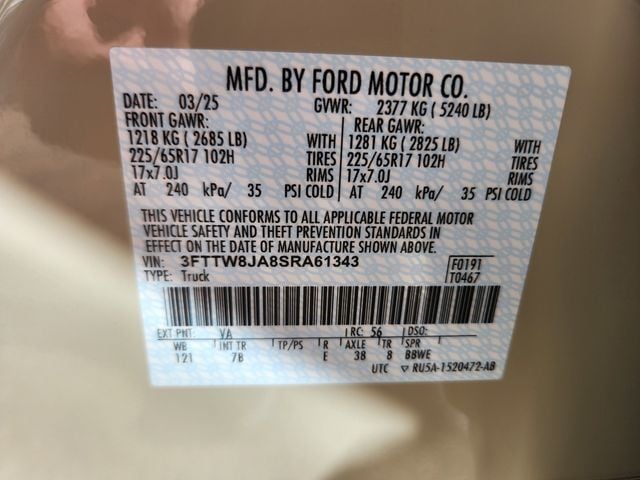 MFD. BY FORD MOTOR CO.
DATE: 03/25 GVWR: 2377 KG ( 5240 LB)
FRONT GAWR: REAR GAWR:
1218 KG ( 2685 LB) WITH 1281 KG ( 2825 LB) WITH
225/65R17 102H TIRES 225/65R17 102H TIRES
17x7.0J RIMS 17x7.0J RIMS
AT 240 kPa/ 35 PSI COLD AT 240 kPa/ 35 PSI COLD
THIS VEHICLE CONFORMS TO ALL APPLICABLE FEDERAL MOTOR
VEHICLE SAFETY AND THEFT PREVENTION STANDARDS IN
EFFECT ON THE DATE OF MANUFACTURE SHOWN ABOVE.
VIN: 3FTTW8JA8SRA61343 F0191
TYPE: Truck T0467
EXT PNT: VA RC: 56 DSO:
WB INT TR TP/PS R AXLE TR SPR
121 7B E 38 8 BBWE
UTC ▽ RU5A-1520472-AB